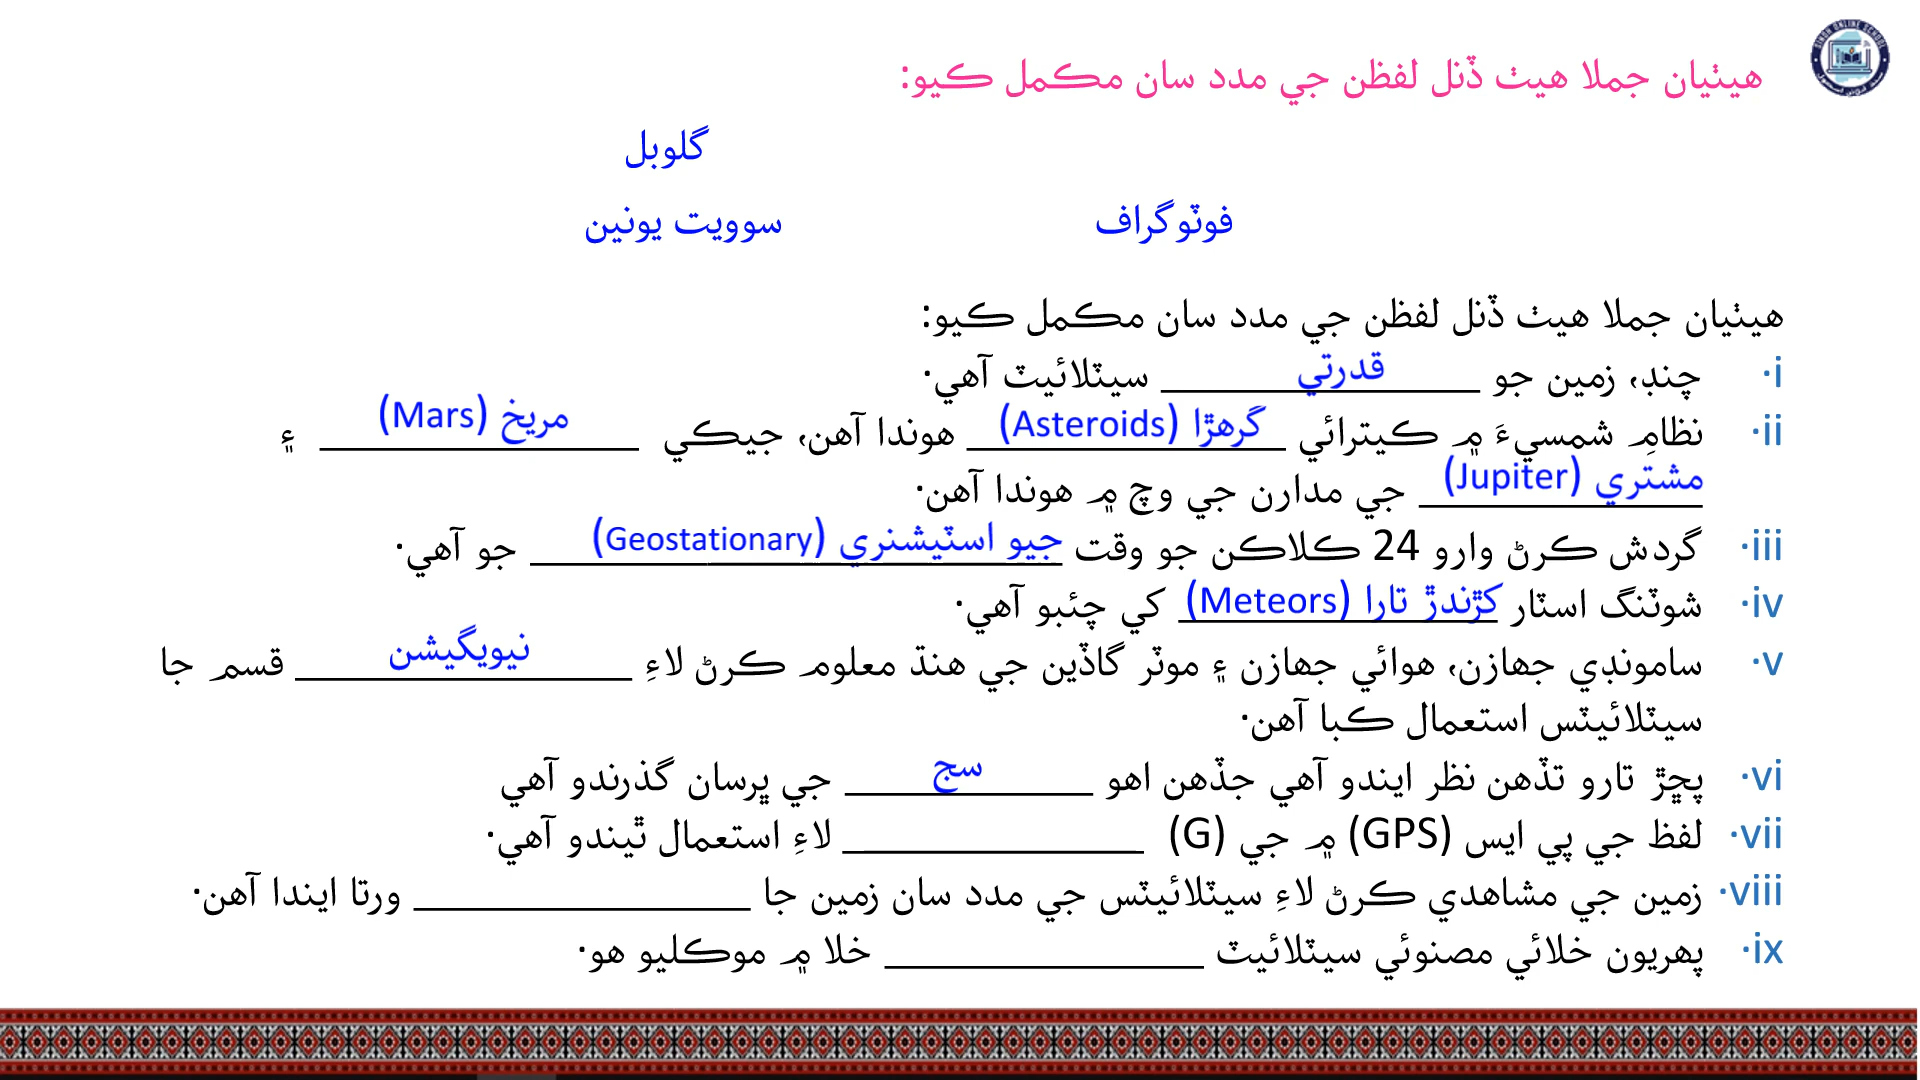 هيٺيان جملا هيٺ ڏنل لفظن جي مدد سان مڪمل ڪيو:
گلوبل
فوٽوگراف سوويت يونين
هيٺيان جملا هيٺ ڏنل لفظن جي مدد سان مڪمل ڪيو:
i. چنڊ، زمين جو قدرتي سيٽلائيٽ آهي.
ii. نظامِ شمسيءَ ۾ ڪيترائي گرهڙا (Asteroids) هوندا آهن، جيڪي مريخ (Mars) ۽
مشتري (Jupiter) جي مدارن جي وچ ۾ هوندا آهن.
iii. گردش ڪرڻ وارو 24 ڪلاڪن جو وقت جيو اسٽيشنري (Geostationary) جو آهي.
iv. شوٽنگ اسٽار کڙندڙ تارا (Meteors) کي چئبو آهي.
v. سامونڊي جهازن، هوائي جهازن ۽ موٽر گاڏين جي هنڌ معلوم ڪرڻ لاءِ نيويگيشن قسم جا
سيٽلائيٽس استعمال ڪبا آهن.
vi. پڇڙ تارو تڏهن نظر ايندو آهي جڏهن اهو سج جي ڀرسان گذرندو آهي
vii. لفظ جي پي ايس (GPS) ۾ جي (G) ______________ لاءِ استعمال ٿيندو آهي.
viii. زمين جي مشاهدي ڪرڻ لاءِ سيٽلائيٽس جي مدد سان زمين جا ________________ ورتا ايندا آهن.
ix. پهريون خلائي مصنوئي سيٽلائيٽ _______________ خلا ۾ موڪليو هو.